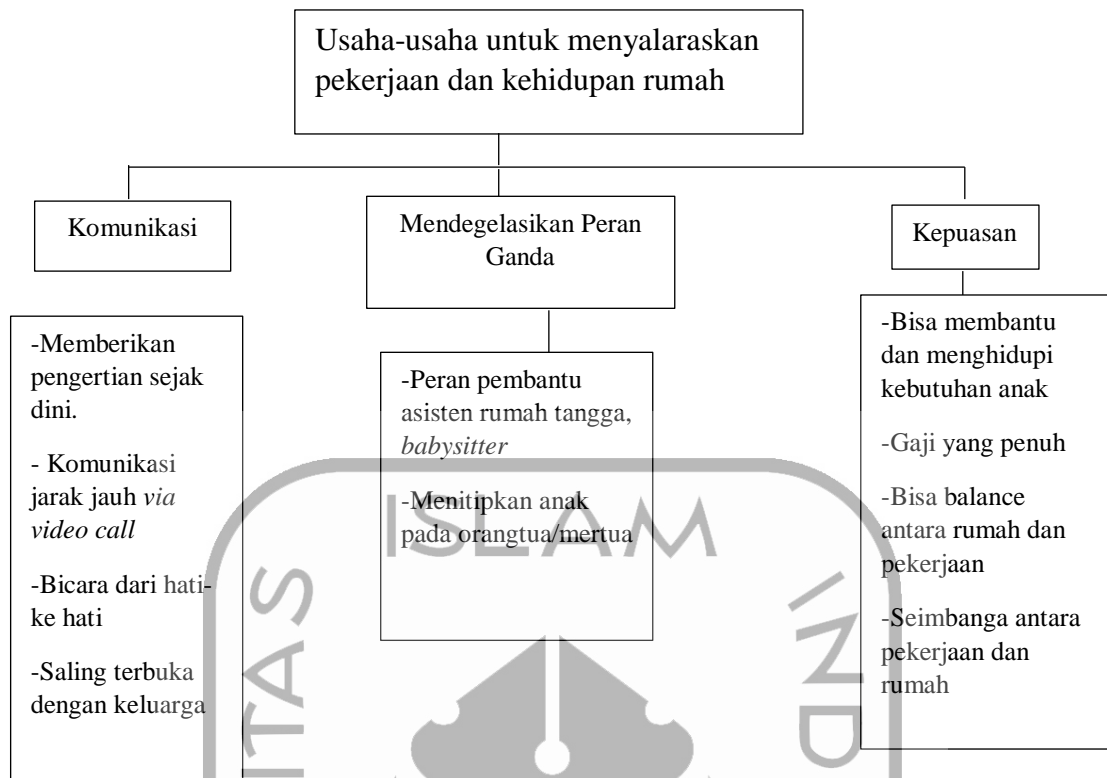 Usaha-usaha untuk menyalaraskan
pekerjaan dan kehidupan rumah
Komunikasi
Mendegelasikan Peran
Ganda
Kepuasan
-Memberikan
pengertian sejak
dini.
- Komunikasi
jarak jauh via
video call
-Bicara dari hati-
ke hati
-Saling terbuka
dengan keluarga
-Peran pembantu
asisten rumah tangga,
babysitter
-Menitipkan anak
pada orangtua/mertua
-Bisa membantu
dan menghidupi
kebutuhan anak
-Gaji yang penuh
-Bisa balance
antara rumah dan
pekerjaan
-Seimbanga antara
pekerjaan dan
rumah
ISLAM
ITAS
IND